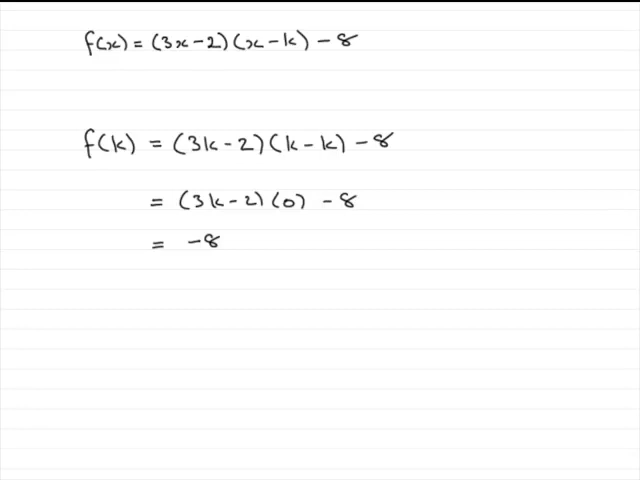 f(x) = (3x-2)(x-k) - 8
f(k) = (3k-2)(k-k) - 8
= (3k-2)(0) - 8
= -8